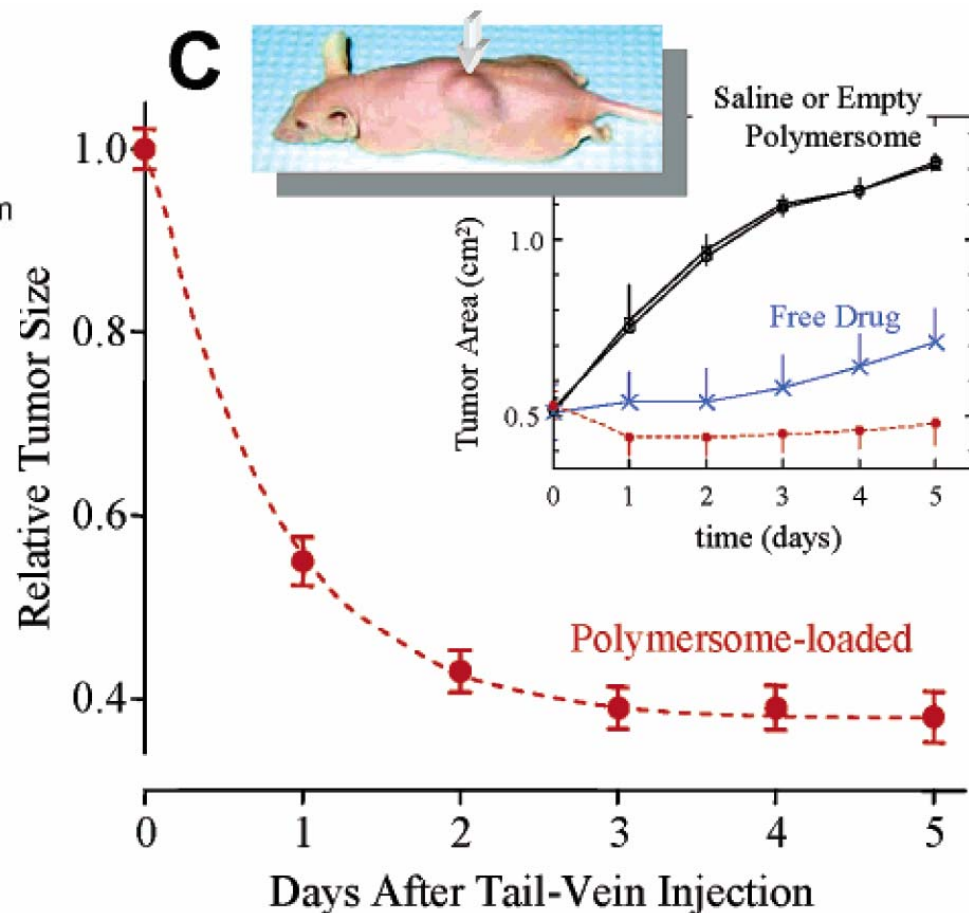 C
m
Relative Tumor Size
1.0
0.8
0.6
0.4
0
1
2
3
4
5
Days After Tail-Vein Injection
Polymersome-loaded
Saline or Empty
Polymersome
Tumor Area (cm²)
1.0
0.5
Free Drug
0
1
2
3
4
5
time (days)